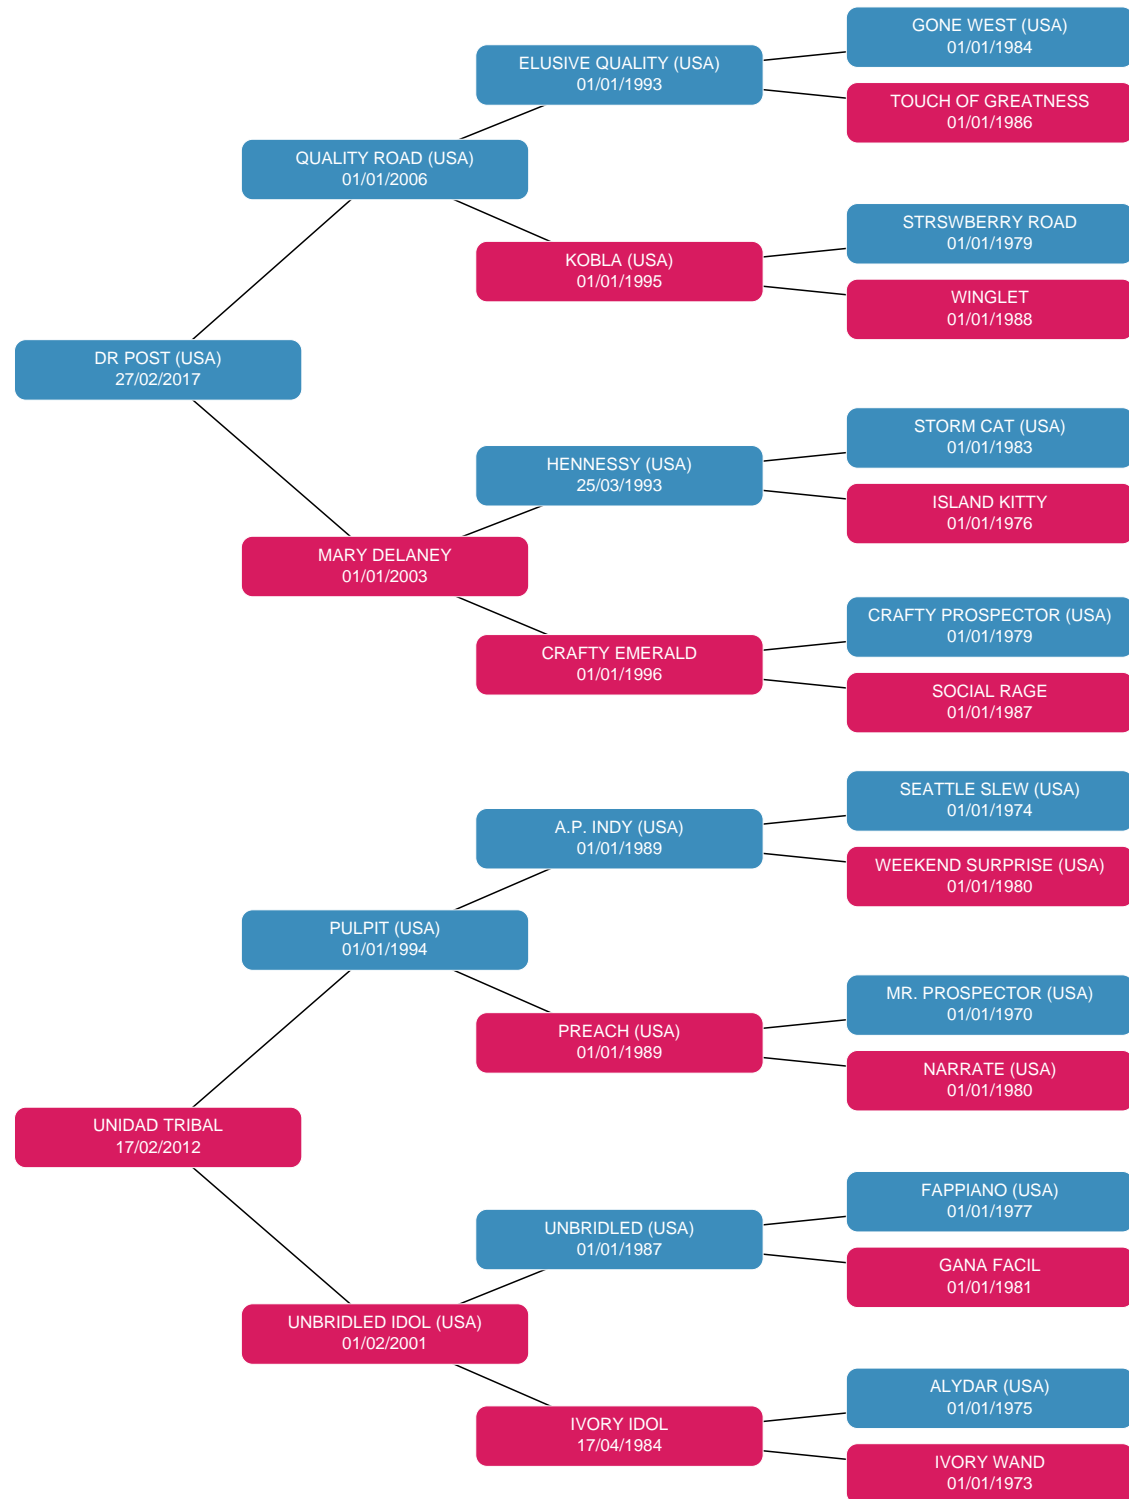 GONE WEST (USA)
01/01/1984
ELUSIVE QUALITY (USA)
01/01/1993
TOUCH OF GREATNESS
01/01/1986
QUALITY ROAD (USA)
01/01/2006
STRSWBERRY ROAD
01/01/1979
KOBLA (USA)
01/01/1995
WINGLET
01/01/1988
DR POST (USA)
27/02/2017
STORM CAT (USA)
01/01/1983
HENNESSY (USA)
25/03/1993
ISLAND KITTY
01/01/1976
MARY DELANEY
01/01/2003
CRAFTY PROSPECTOR (USA)
01/01/1979
CRAFTY EMERALD
01/01/1996
SOCIAL RAGE
01/01/1987
SEATTLE SLEW (USA)
01/01/1974
A.P. INDY (USA)
01/01/1989
WEEKEND SURPRISE (USA)
01/01/1980
PULPIT (USA)
01/01/1994
MR. PROSPECTOR (USA)
01/01/1970
PREACH (USA)
01/01/1989
NARRATE (USA)
01/01/1980
UNIDAD TRIBAL
17/02/2012
FAPPIANO (USA)
01/01/1977
UNBRIDLED (USA)
01/01/1987
GANA FACIL
01/01/1981
UNBRIDLED IDOL (USA)
01/02/2001
ALYDAR (USA)
01/01/1975
IVORY IDOL
17/04/1984
IVORY WAND
01/01/1973